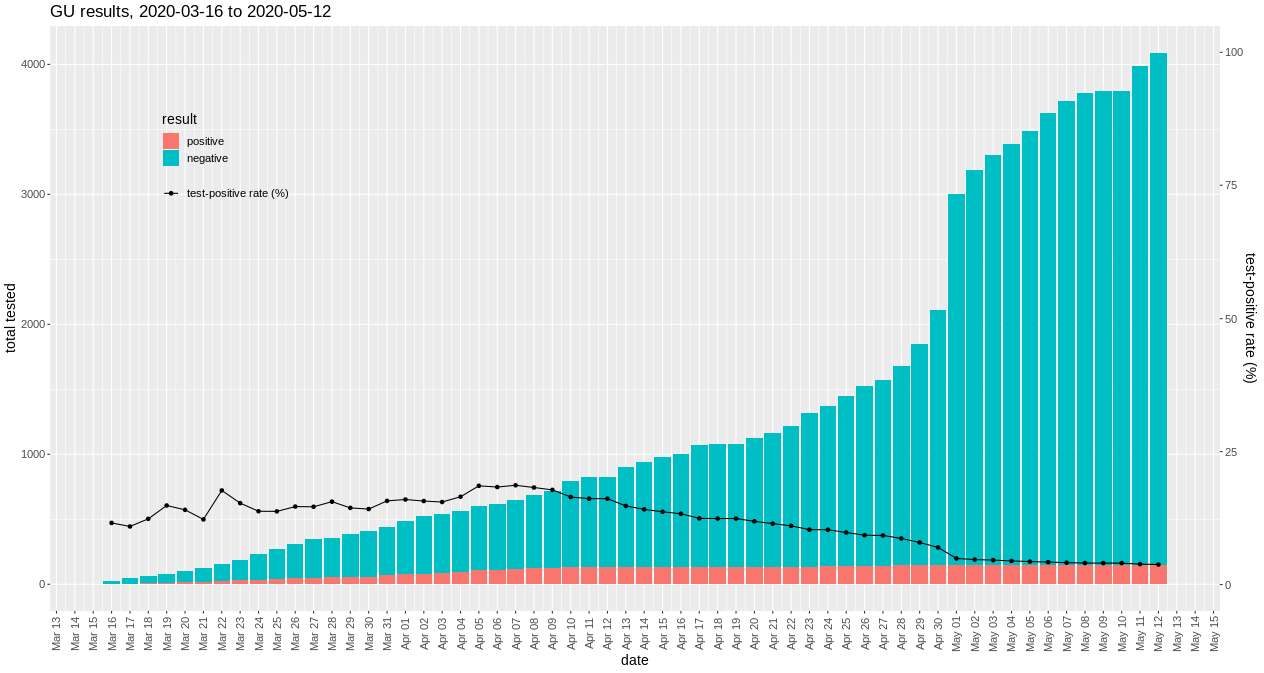 GU results, 2020-03-16 to 2020-05-12
result
positive
negative
test-positive rate (%)
total tested
4000
3000
2000
1000
0
100
75
50
25
0
test-positive rate (%)
Mar 13
Mar 14
Mar 15
Mar 16
Mar 17
Mar 18
Mar 19
Mar 20
Mar 21
Mar 22
Mar 23
Mar 24
Mar 25
Mar 26
Mar 27
Mar 28
Mar 29
Mar 30
Mar 31
Apr 01
Apr 02
Apr 03
Apr 04
Apr 05
Apr 06
Apr 07
Apr 08
Apr 09
Apr 10
Apr 11
Apr 12
Apr 13
Apr 14
Apr 15
Apr 16
Apr 17
Apr 18
Apr 19
Apr 20
Apr 21
Apr 22
Apr 23
Apr 24
Apr 25
Apr 26
Apr 27
Apr 28
Apr 29
Apr 30
May 01
May 02
May 03
May 04
May 05
May 06
May 07
May 08
May 09
May 10
May 11
May 12
May 13
May 14
May 15
date